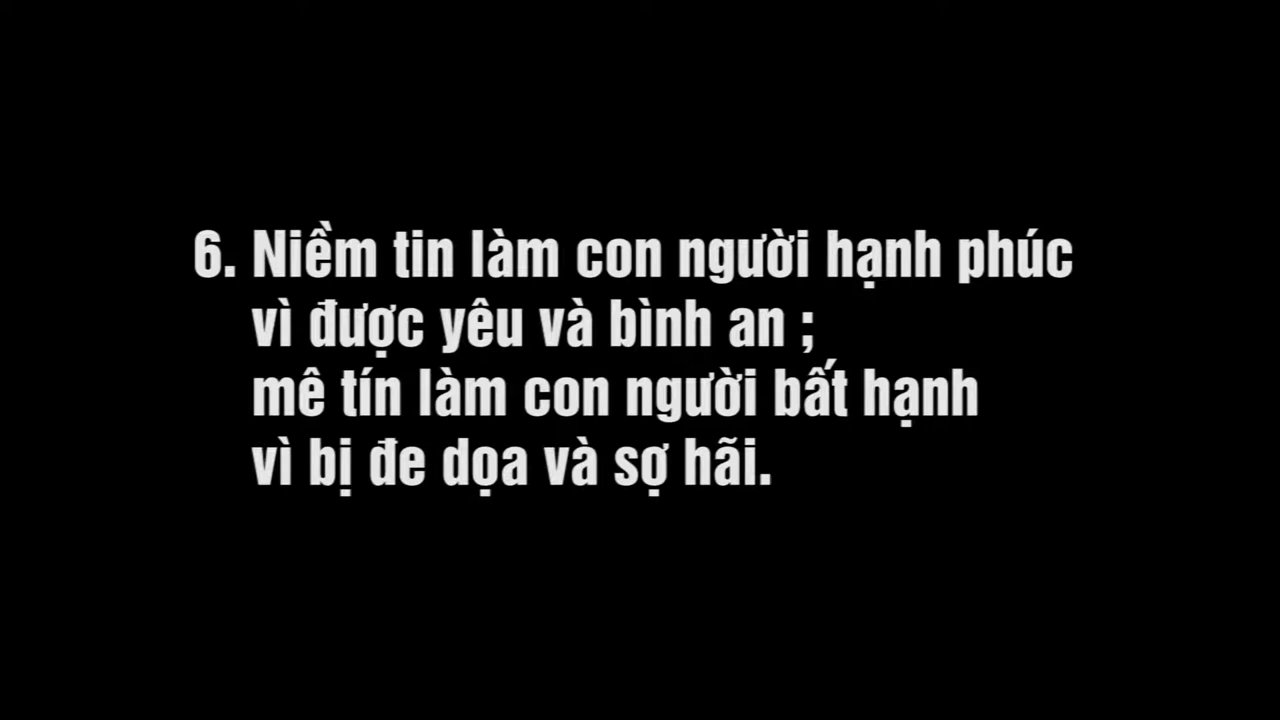 6. Niềm tin làm con người hạnh phúc
vì được yêu và bình an ;
mê tín làm con người bất hạnh
vì bị đe dọa và sợ hãi.